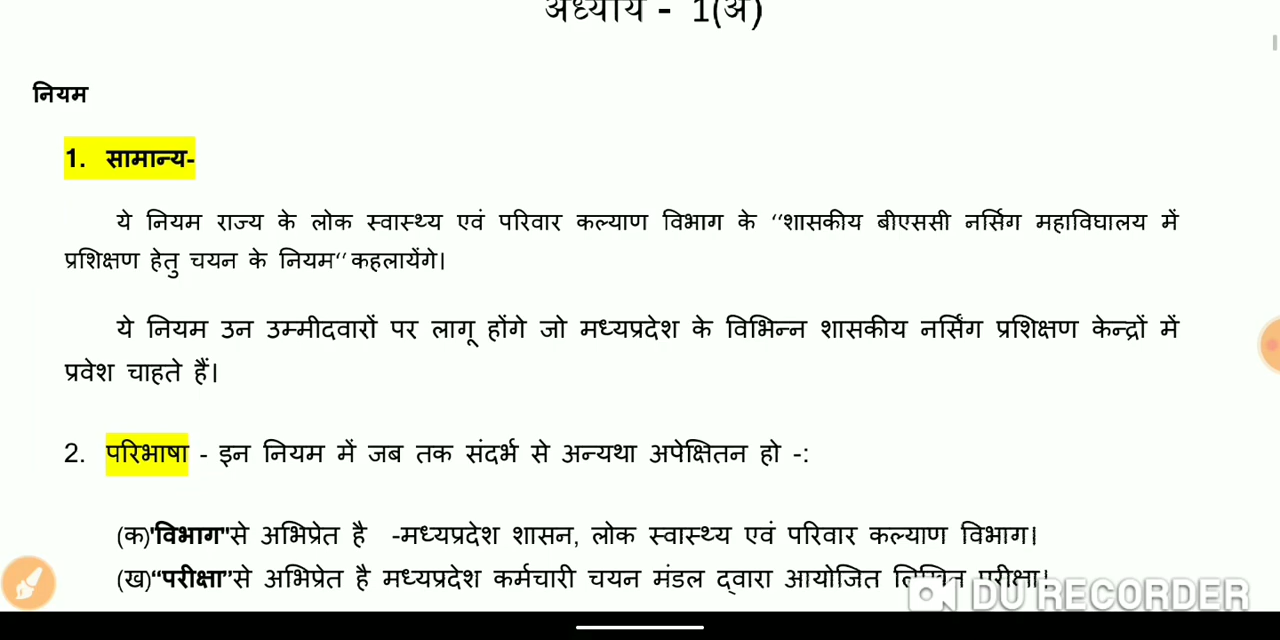 अध्याय - 1(अ)
नियम
1. सामान्य-
ये नियम राज्य के लोक स्वास्थ्य एवं परिवार कल्याण विभाग के ‘‘शासकीय बीएससी नर्सिग महाविघालय में
प्रशिक्षण हेतु चयन के नियम‘‘ कहलायेंगे।
ये नियम उन उम्मीदवारों पर लागू होंगे जो मध्यप्रदेश के विभिन्न शासकीय नर्सिंग प्रशिक्षण केन्द्रों में
प्रवेश चाहते हैं।
2. परिभाषा - इन नियम में जब तक संदर्भ से अन्यथा अपेक्षितन हो -:
(क)'विभाग"से अभिप्रेत है -मध्यप्रदेश शासन, लोक स्वास्थ्य एवं परिवार कल्याण विभाग।
(ख)“परीक्षा”से अभिप्रेत है मध्यप्रदेश कर्मचारी चयन मंडल द्वारा आयोजित लिखित परीक्षा।
DU RECORDER